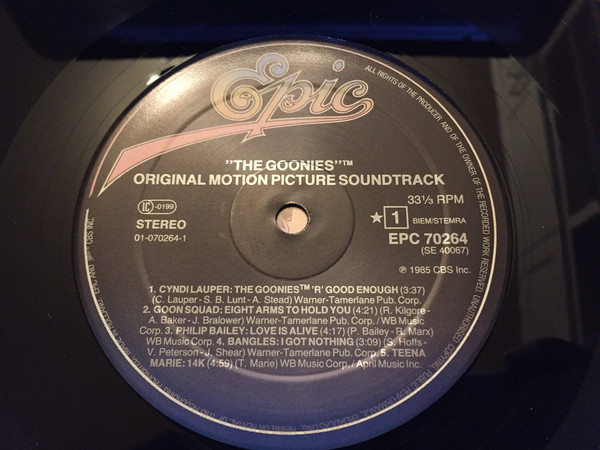 Epic
"THE GOONIES"™
ORIGINAL MOTION PICTURE SOUNDTRACK
33⅓ RPM
LC -0199
STEREO
01-070264-1
★ 1 BIEM/STEMRA
EPC 70264
(SE 40067)
℗ 1985 CBS Inc.
1. CYNDI LAUPER: THE GOONIES™ 'R' GOOD ENOUGH (3:37)
(C. Lauper - S. B. Lunt - A. Stead) Warner-Tamerlane Pub. Corp.
2. GOON SQUAD: EIGHT ARMS TO HOLD YOU (4:21) (R. Kilgore -
A. Baker - J. Bralower) Warner-Tamerlane Pub. Corp. / WB Music
Corp. 3. PHILIP BAILEY: LOVE IS ALIVE (4:17) (P. Bailey - R. Marx)
WB Music Corp. 4. BANGLES: I GOT NOTHING (3:09) (S. Hoffs -
V. Peterson - J. Shear) Warner-Tamerlane Pub. Corp. 5. TEENA
MARIE: 14K (4:59) (T. Marie) WB Music Corp. / April Music Inc.
ALL RIGHTS OF THE PRODUCER AND OF THE OWNER OF THE RECORDED WORK RESERVED UNAUTHORISED COPYING PUBLIC
CBS INC.